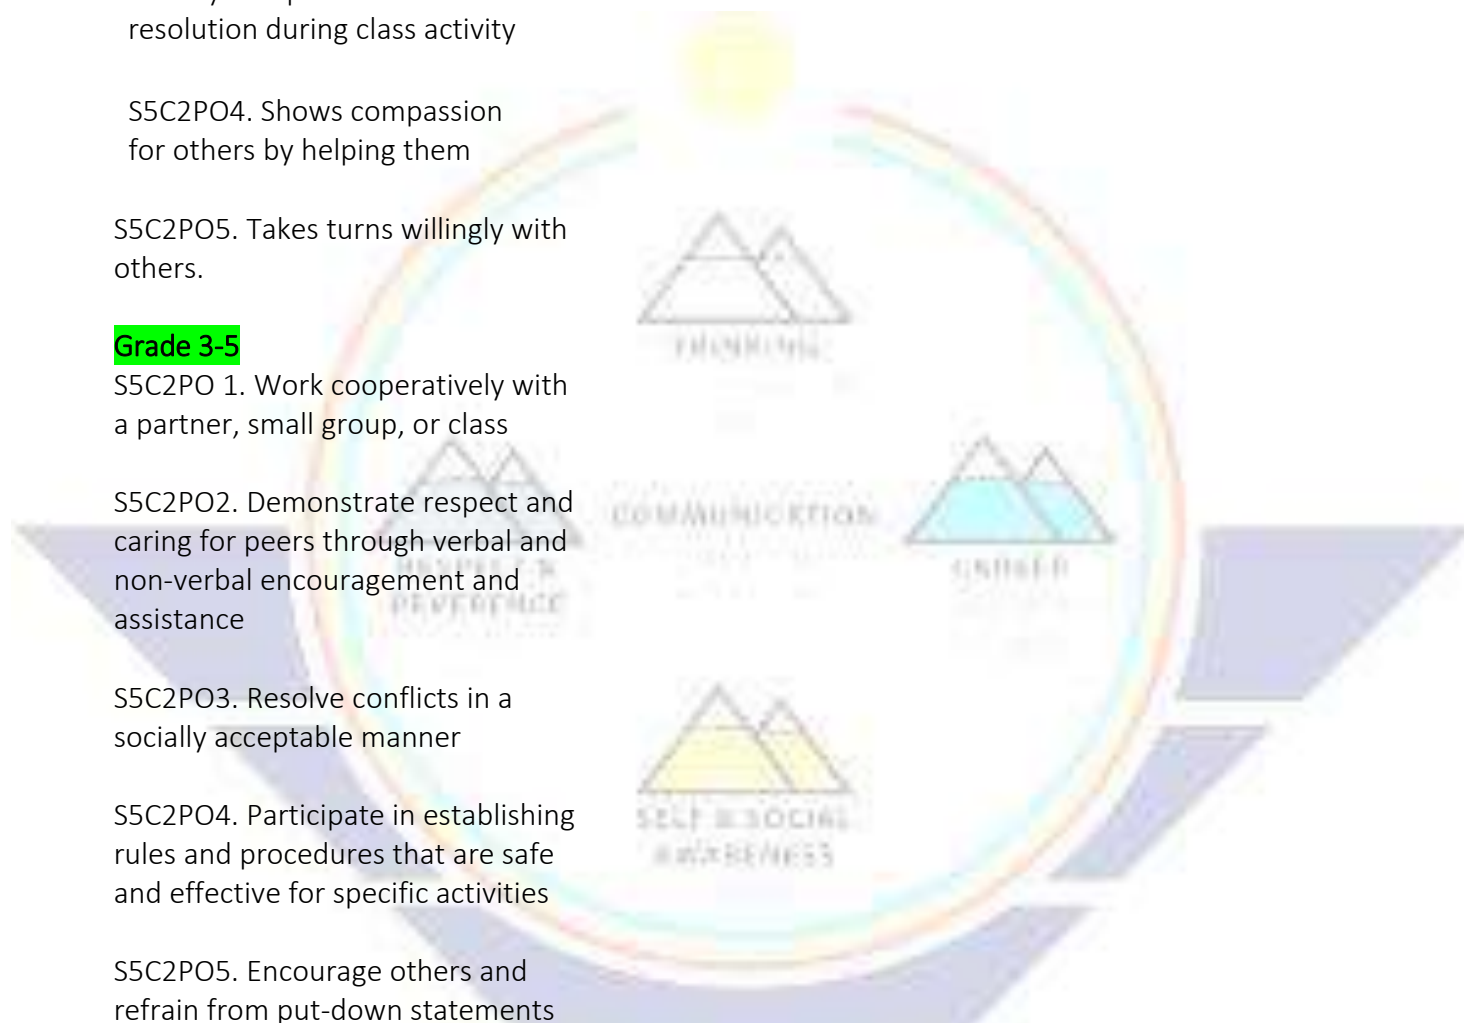 resolution during class activity
S5C2PO4. Shows compassion
for others by helping them
S5C2PO5. Takes turns willingly with
others.
Grade 3-5
S5C2PO 1. Work cooperatively with
a partner, small group, or class
S5C2PO2. Demonstrate respect and
caring for peers through verbal and
non-verbal encouragement and
assistance
S5C2PO3. Resolve conflicts in a
socially acceptable manner
S5C2PO4. Participate in establishing
rules and procedures that are safe
and effective for specific activities
S5C2PO5. Encourage others and
refrain from put-down statements
THINKING
COMMUNICATION
CAREER
RESPECT &
REVERENCE
SELF & SOCIAL
AWARENESS